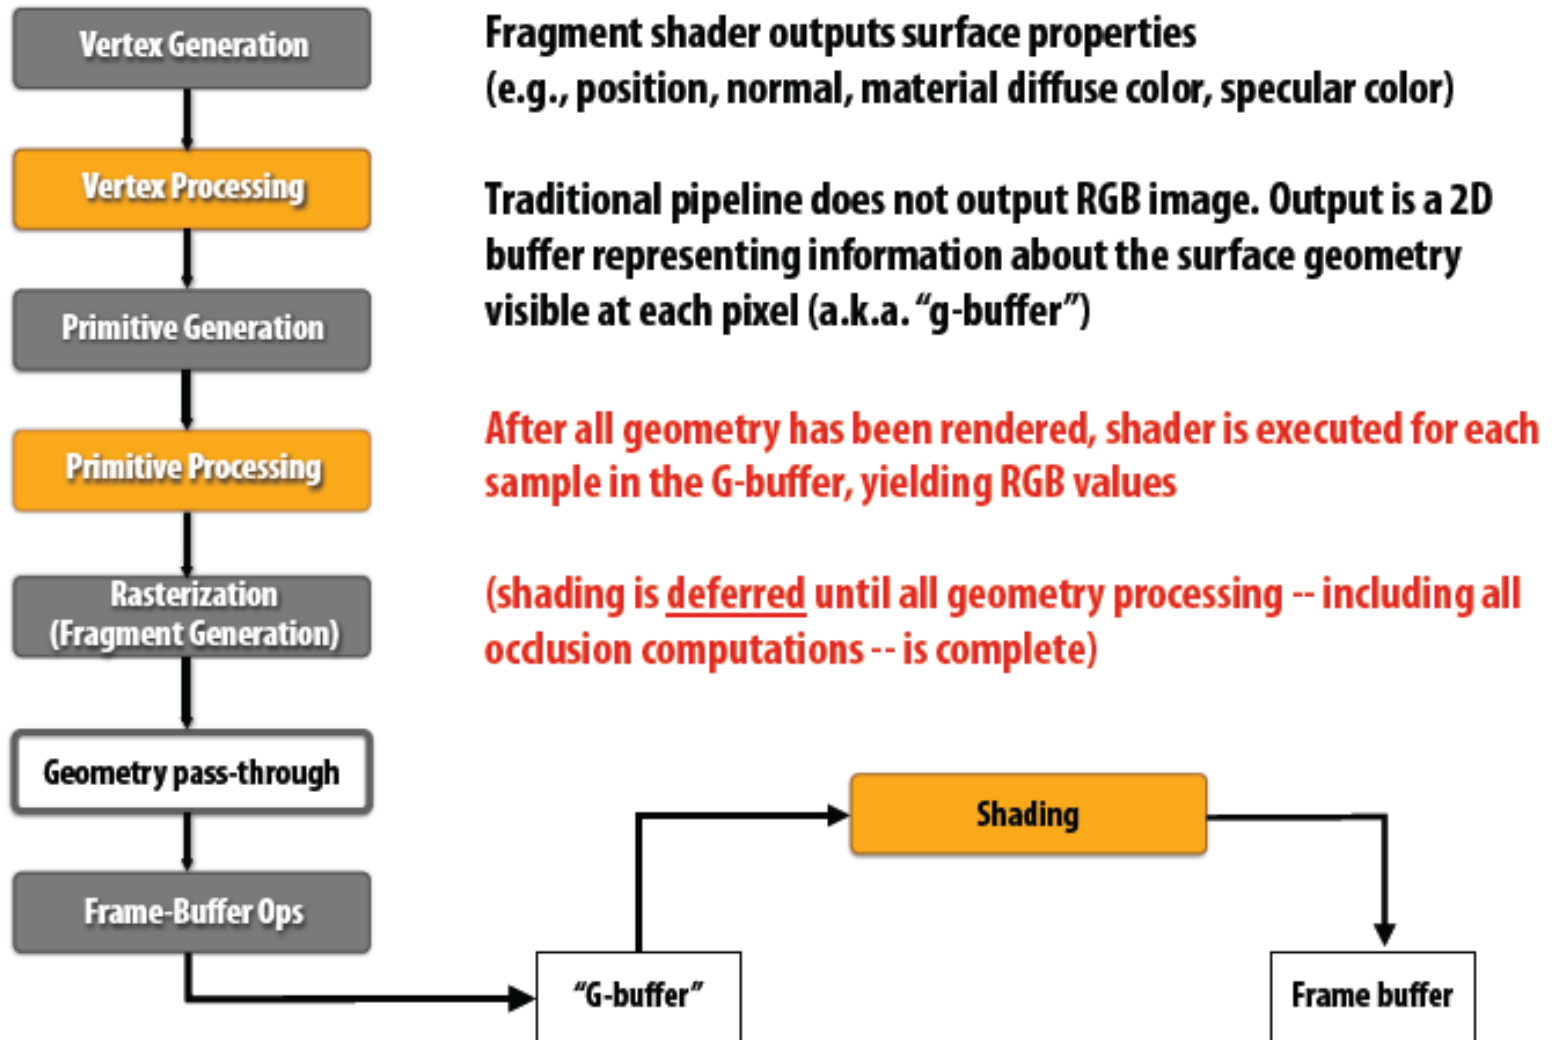 Vertex Generation
Vertex Processing
Primitive Generation
Primitive Processing
Rasterization
(Fragment Generation)
Geometry pass-through
Frame-Buffer Ops
Fragment shader outputs surface properties
(e.g., position, normal, material diffuse color, specular color)
Traditional pipeline does not output RGB image. Output is a 2D
buffer representing information about the surface geometry
visible at each pixel (a.k.a. “g-buffer”)
After all geometry has been rendered, shader is executed for each
sample in the G-buffer, yielding RGB values
(shading is deferred until all geometry processing -- including all
occlusion computations -- is complete)
Shading
“G-buffer”
Frame buffer